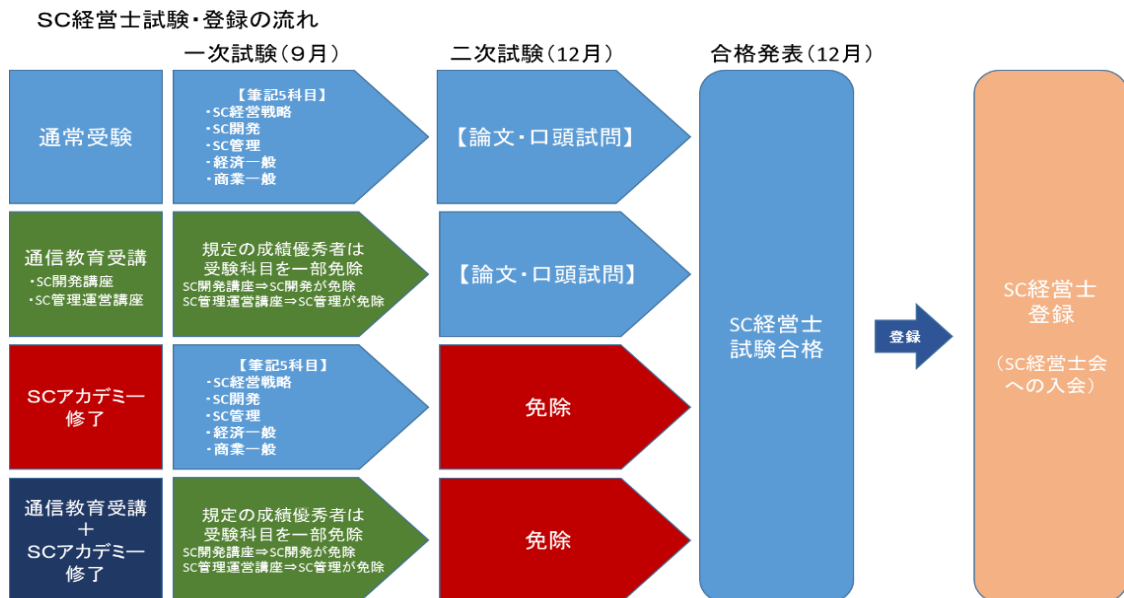 SC経営士試験・登録の流れ
一次試験(9月)
二次試験(12月)
合格発表(12月)
通常受験
【筆記5科目】
・SC経営戦略
・SC開発
・SC管理
・経済一般
・商業一般
【論文・口頭試問】
通信教育受講
・SC開発講座
・SC管理運営講座
規定の成績優秀者は
受験科目を一部免除
SC開発講座⇒SC開発が免除
SC管理運営講座⇒SC管理が免除
【論文・口頭試問】
SCアカデミー
修了
【筆記5科目】
・SC経営戦略
・SC開発
・SC管理
・経済一般
・商業一般
免除
通信教育受講
+
SCアカデミー
修了
規定の成績優秀者は
受験科目を一部免除
SC開発講座⇒SC開発が免除
SC管理運営講座⇒SC管理が免除
免除
SC経営士
試験合格
登録
SC経営士
登録
(SC経営士会
への入会)